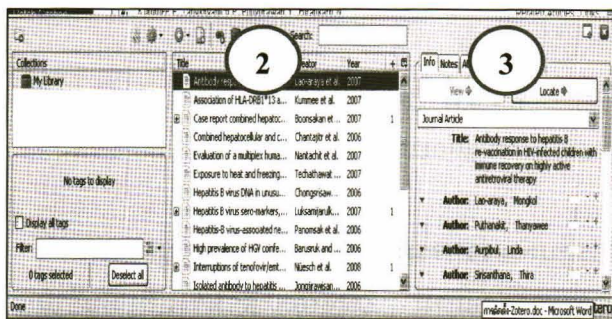 Search:
Collections
My Library
No tags to display
Display all tags
Filter:
0 tags selected
Deselect all
2
Title
Creator
Year
+
Antibody resp
Lao-araya et al.
2007
Association of HLA-DRB1*13 a...
Kummee et al.
2007
Case report combined hepatoc...
Boonsakan et ...
2007
1
Combined hepatocellular and c...
Chantajitr et al.
2006
Evaluation of a multiplex huma...
Nantachit et al.
2007
Exposure to heat and freezing...
Techathawat ...
2007
Hepatitis B virus DNA in unusu...
Chongsrisaw...
2006
Hepatitis B virus sero-markers,...
Luksamijarulk...
2007
1
Hepatitis-B virus-associated ne...
Panomsak et al.
2006
High prevalence of HGV confe...
Barusruk and ...
2006
Interruptions of tenofovir/emt...
Nüesch et al.
2008
1
Isolated antibody to hepatitis ...
Jongjirawisan...
2006
3
Info
Notes
View
Locate
Journal Article
Title:
Antibody response to hepatitis B
re-vaccination in HIV-infected children with
immune recovery on highly active
antiretroviral therapy
Author: Lao-araya, Mongkol
Author: Puthanakit, Thanyawee
Author: Aurpibul, Linda
Author: Sirisanthana, Thira
Done
-Zotero.doc - Microsoft Word